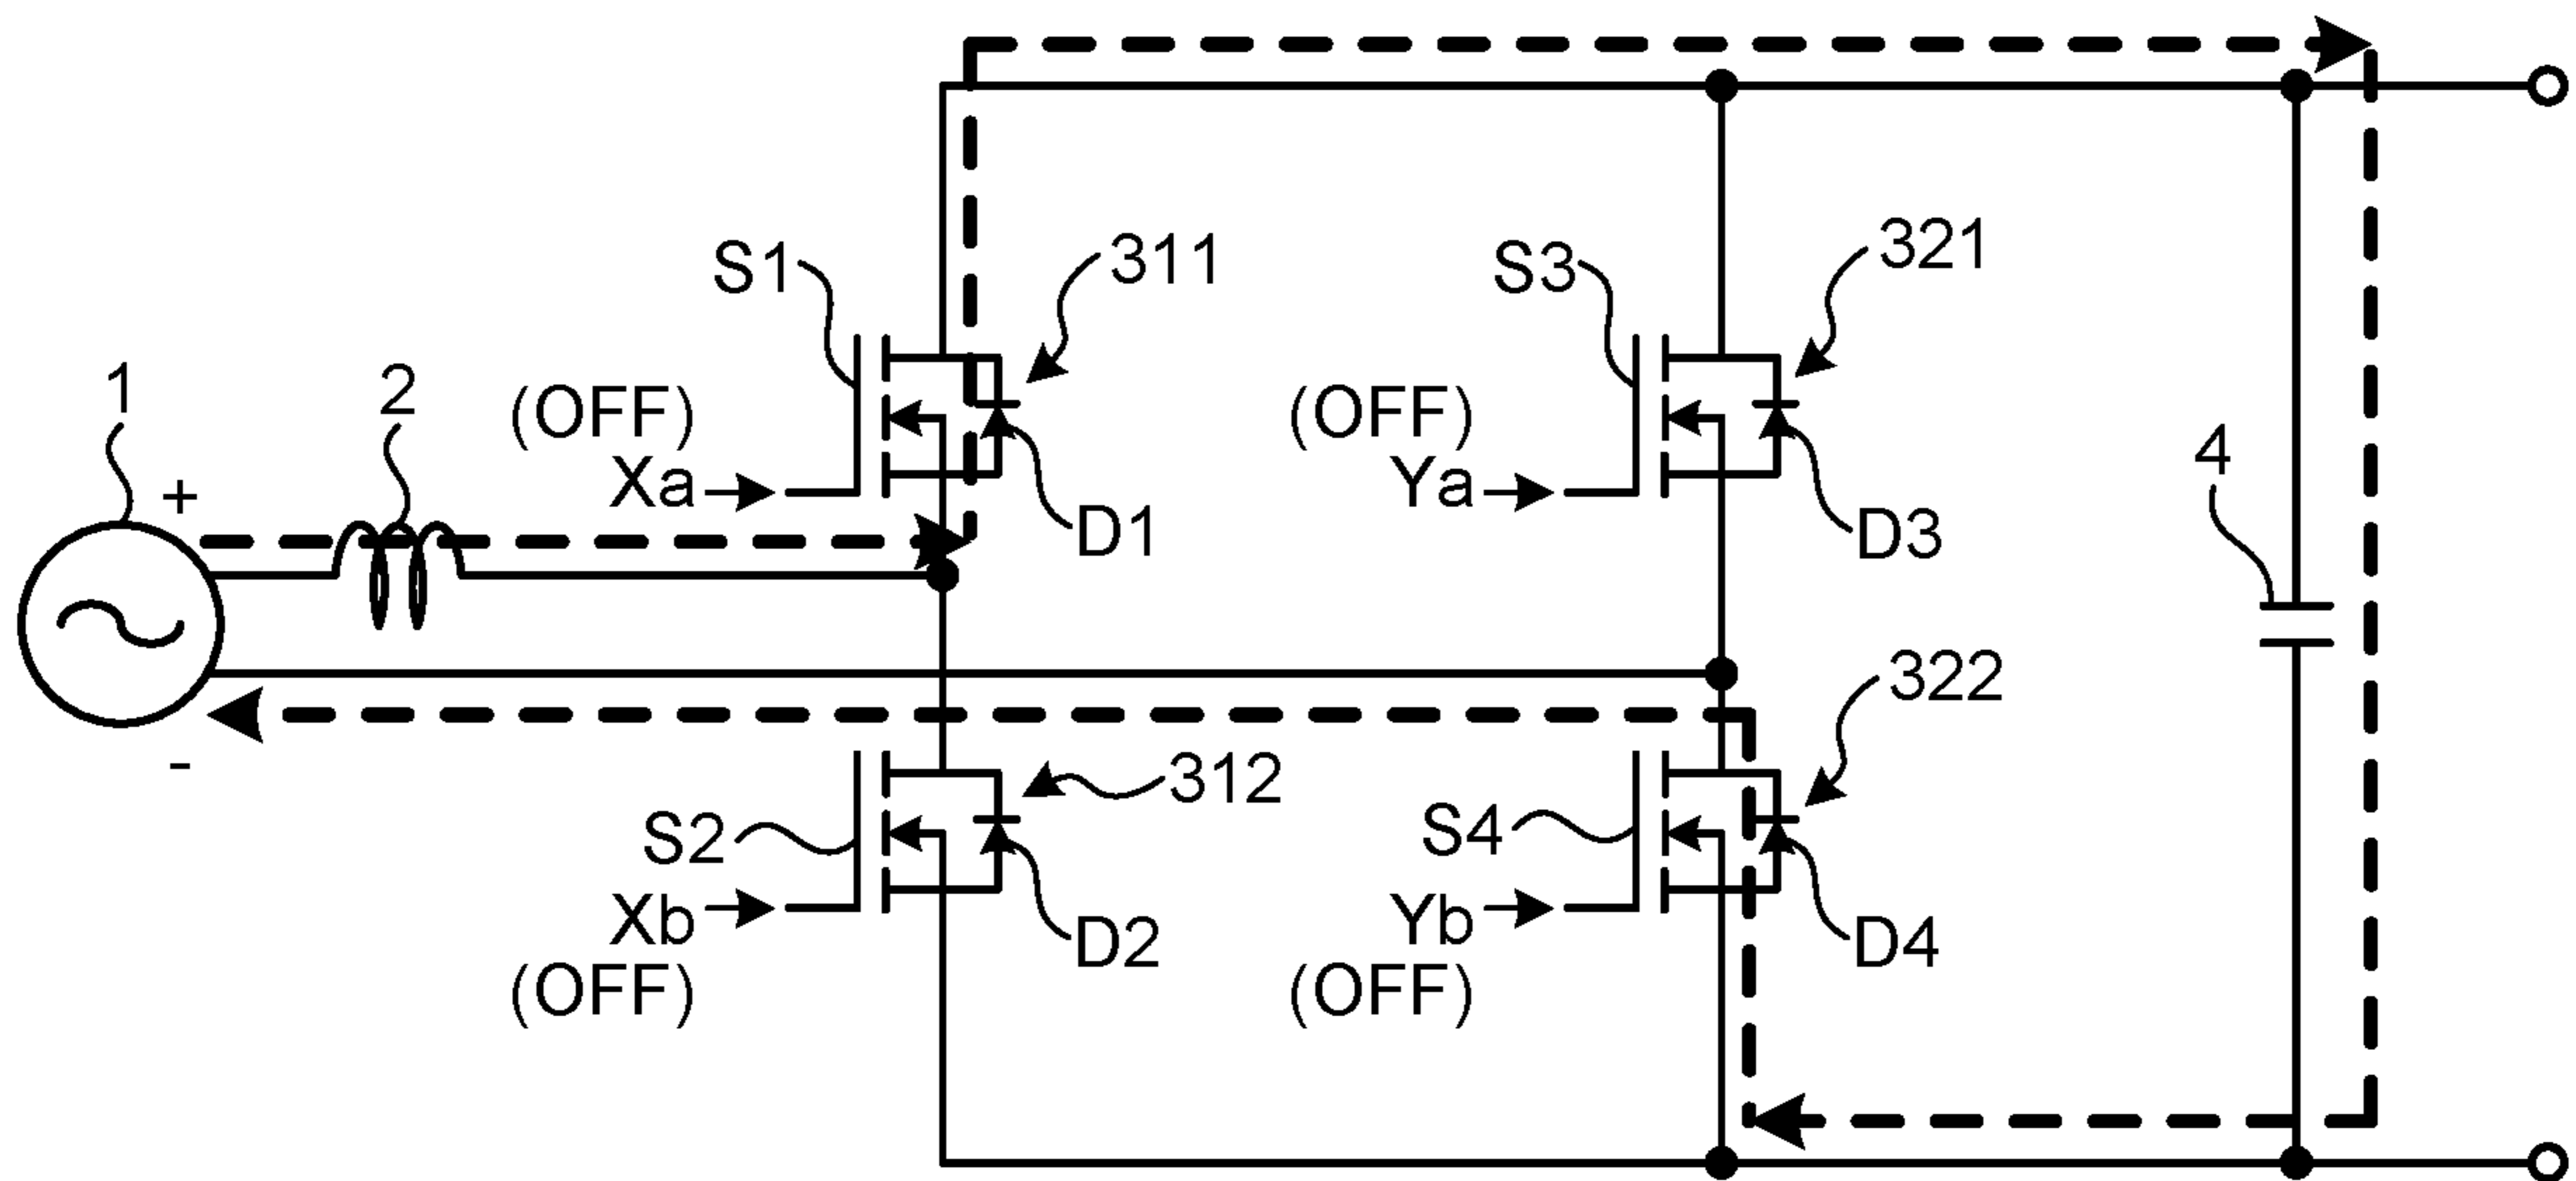 S1
311
S3
321
1
2
(OFF)
(OFF)
4
+
Xa
Ya
D1
D3
-
322
312
S2
S4
Xb
Yb
D2
D4
(OFF)
(OFF)